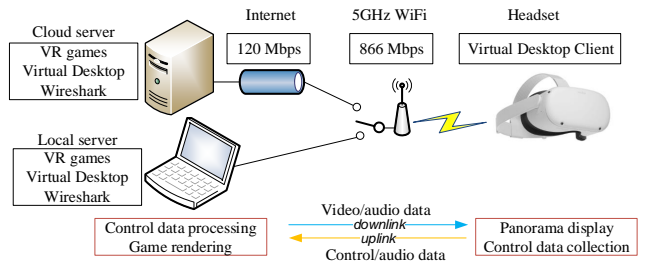 Internet
5GHz WiFi
Headset
Cloud server
VR games
Virtual Desktop
Wireshark
120 Mbps
866 Mbps
Virtual Desktop Client
Local server
VR games
Virtual Desktop
Wireshark
Video/audio data
downlink
uplink
Control/audio data
Control data processing
Game rendering
Panorama display
Control data collection